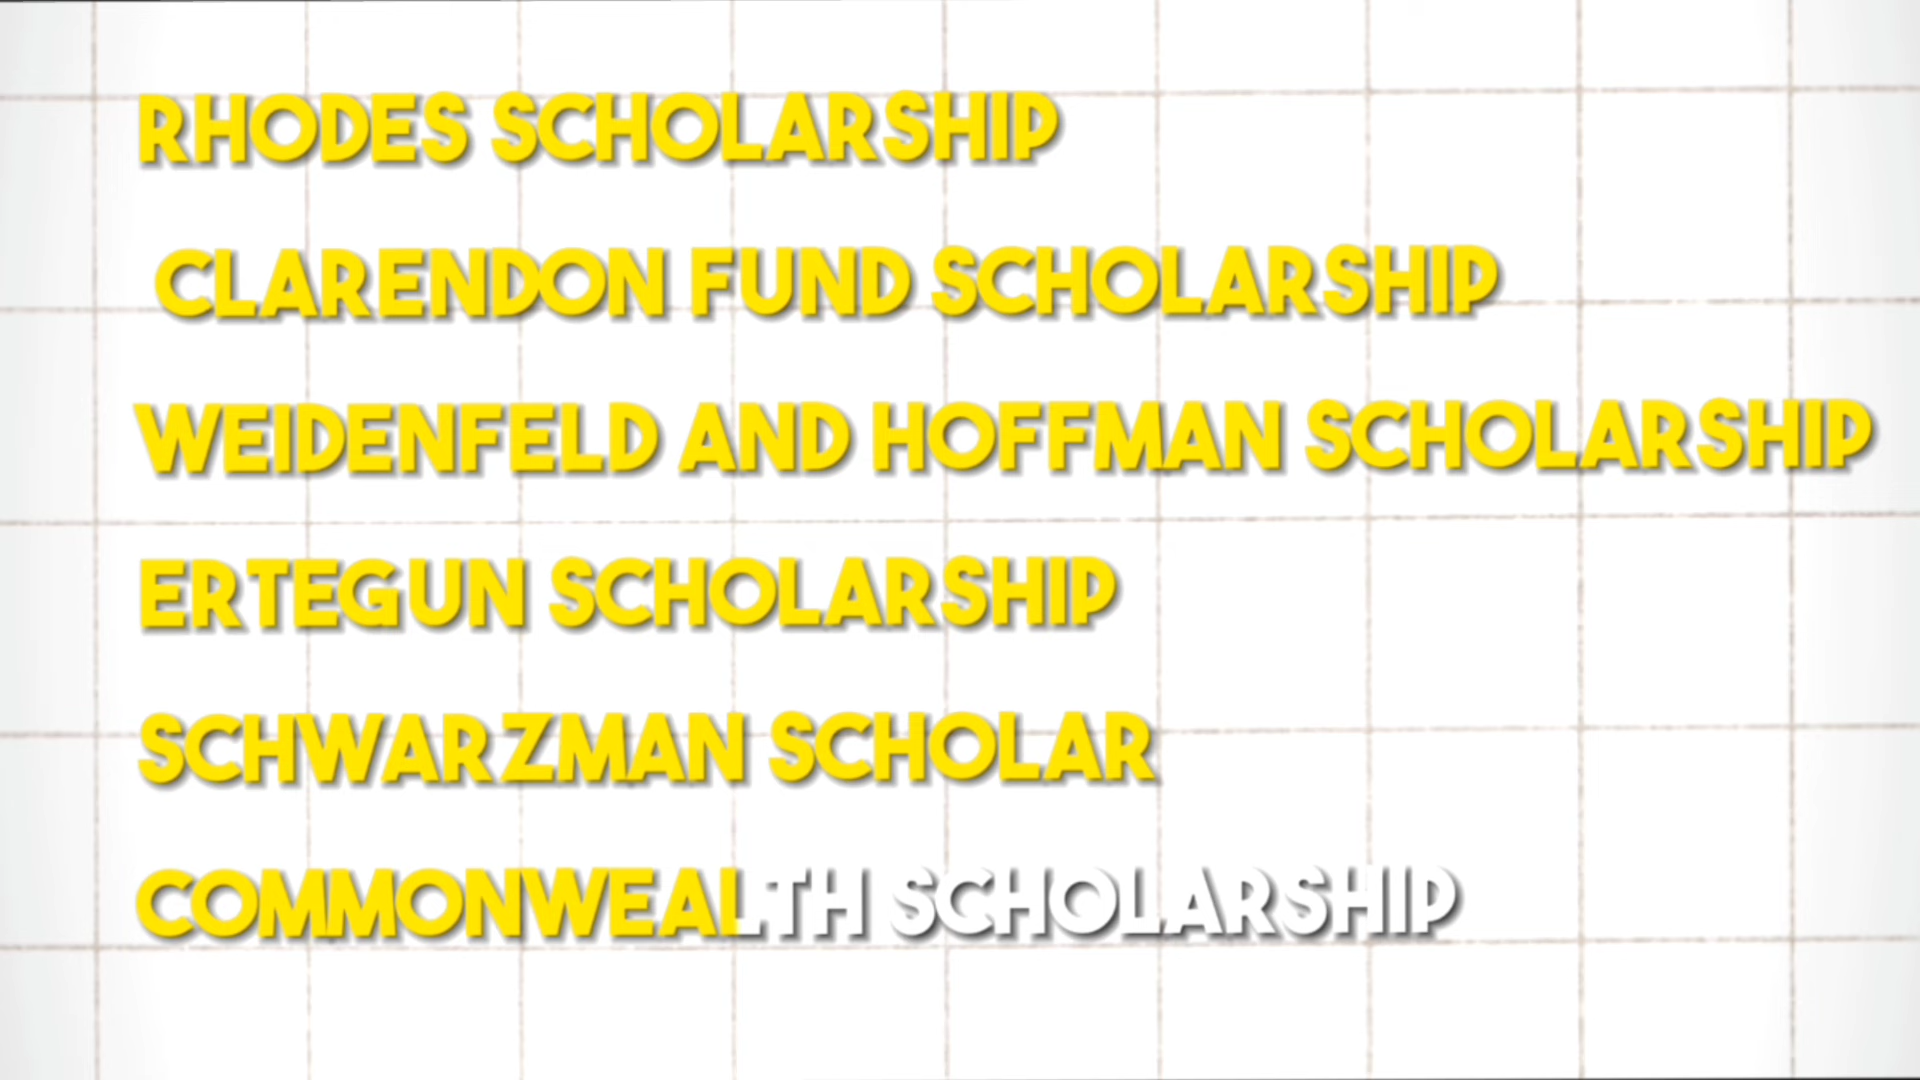 RHODES SCHOLARSHIP
CLARENDON FUND SCHOLARSHIP
WEIDENFELD AND HOFFMAN SCHOLARSHIP
ERTEGUN SCHOLARSHIP
SCHWARZMAN SCHOLAR
COMMONWEALTH SCHOLARSHIP